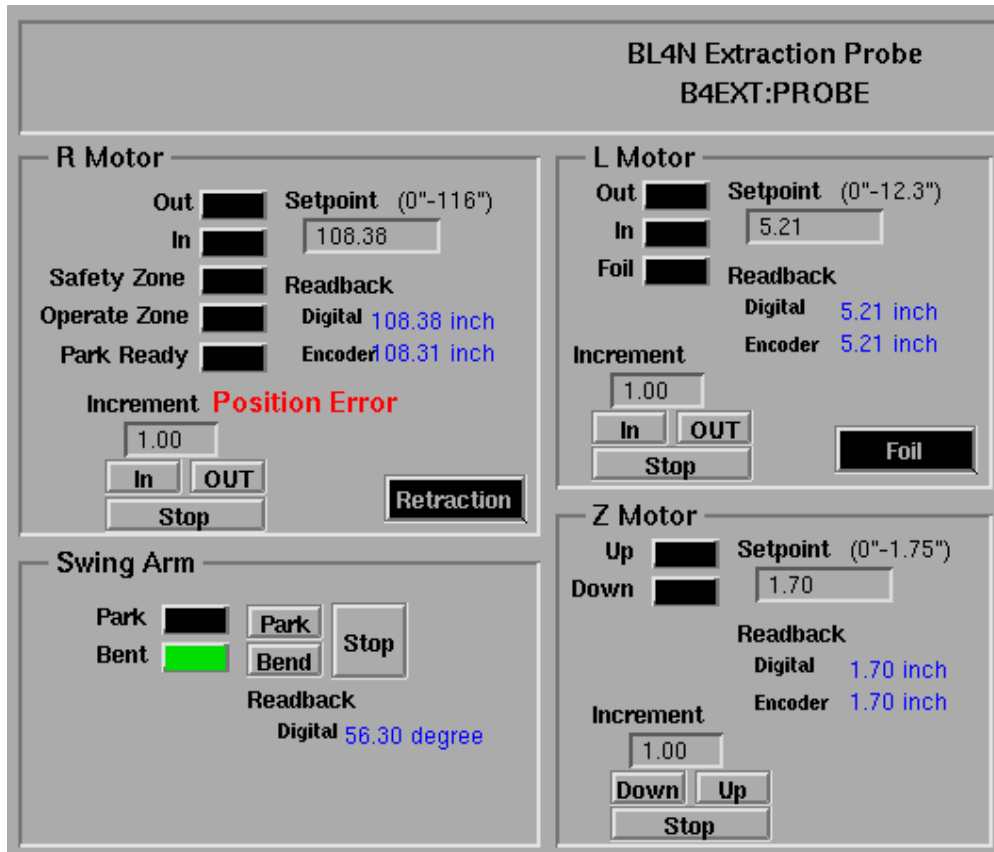 BL4N Extraction Probe
B4EXT:PROBE
R Motor
Out Setpoint (0"-116")
In 108.38
Safety Zone Readback
Operate Zone Digital 108.38 inch
Park Ready Encoder 108.31 inch
Increment Position Error
1.00
In OUT
Stop Retraction
L Motor
Out Setpoint (0"-12.3")
In 5.21
Foil Readback
Digital 5.21 inch
Increment Encoder 5.21 inch
1.00
In OUT
Stop Foil
Swing Arm
Park Park Stop
Bent Bend
Readback
Digital 56.30 degree
Z Motor
Up Setpoint (0"-1.75")
Down 1.70
Readback
Digital 1.70 inch
Increment Encoder 1.70 inch
1.00
Down Up
Stop